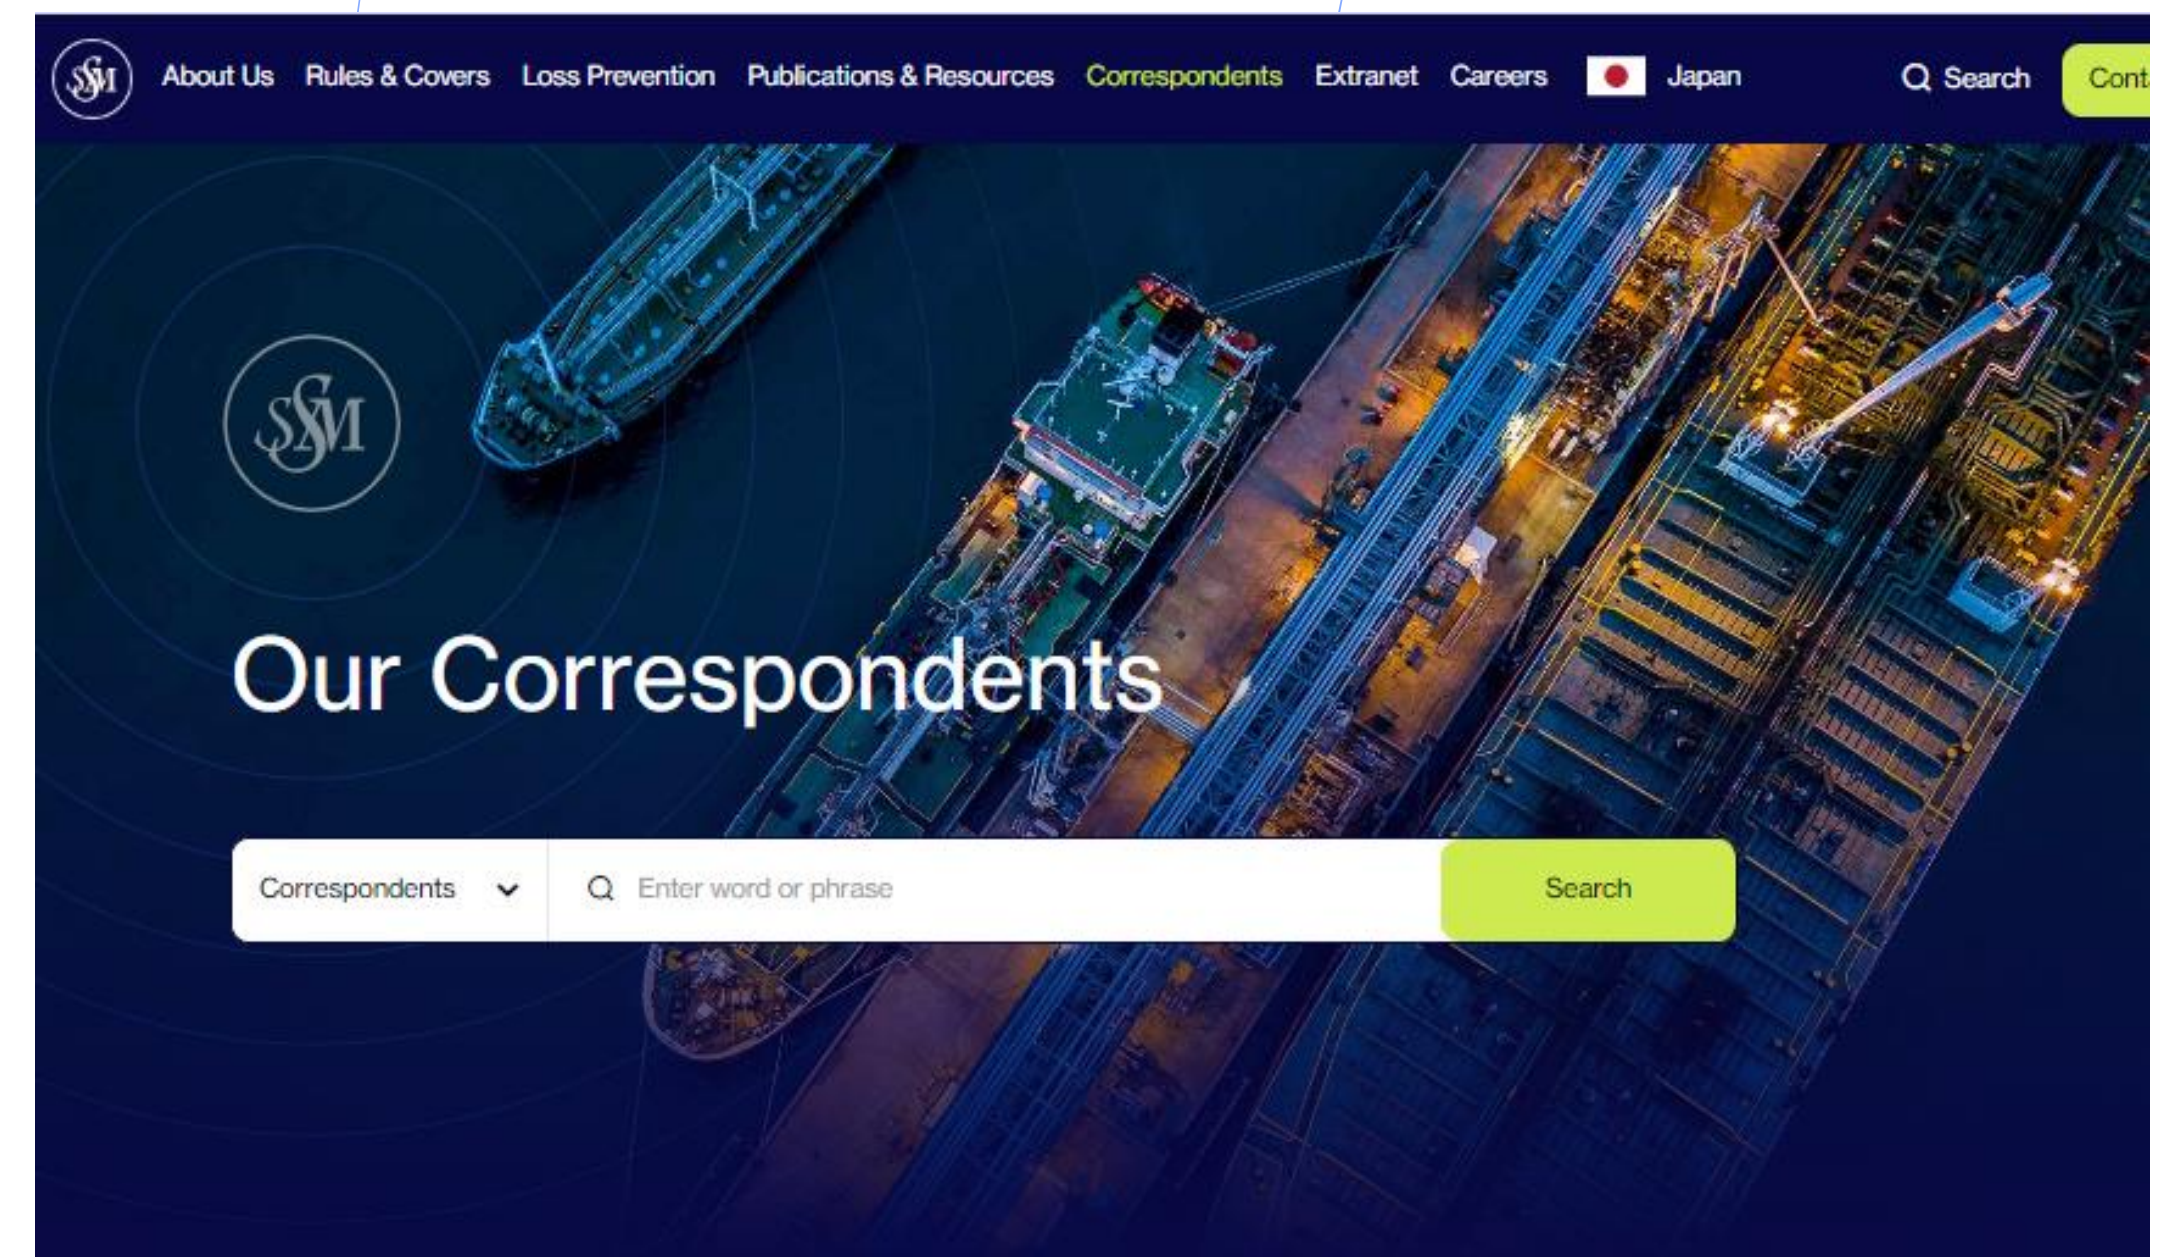 SSM About Us Rules & Covers Loss Prevention Publications & Resources Correspondents Extranet Careers Japan Search
SSM
Our Correspondents
Correspondents Enter word or phrase Search